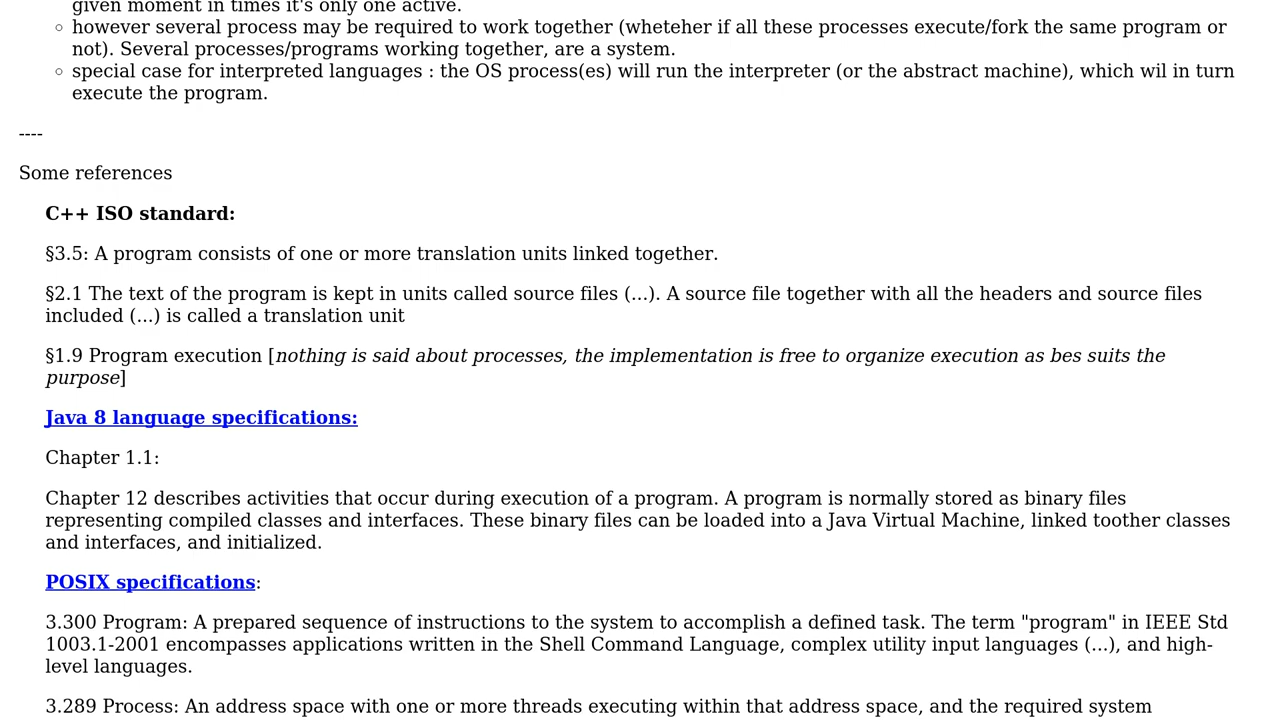 given moment in times it's only one active.
◦ however several process may be required to work together (wheteher if all these processes execute/fork the same program or
not). Several processes/programs working together, are a system.
◦ special case for interpreted languages : the OS process(es) will run the interpreter (or the abstract machine), which wil in turn
execute the program.
----
Some references
C++ ISO standard:
§3.5: A program consists of one or more translation units linked together.
§2.1 The text of the program is kept in units called source files (...). A source file together with all the headers and source files
included (...) is called a translation unit
§1.9 Program execution [nothing is said about processes, the implementation is free to organize execution as bes suits the
purpose]
Java 8 language specifications:
Chapter 1.1:
Chapter 12 describes activities that occur during execution of a program. A program is normally stored as binary files
representing compiled classes and interfaces. These binary files can be loaded into a Java Virtual Machine, linked toother classes
and interfaces, and initialized.
POSIX specifications:
3.300 Program: A prepared sequence of instructions to the system to accomplish a defined task. The term "program" in IEEE Std
1003.1-2001 encompasses applications written in the Shell Command Language, complex utility input languages (...), and high-
level languages.
3.289 Process: An address space with one or more threads executing within that address space, and the required system